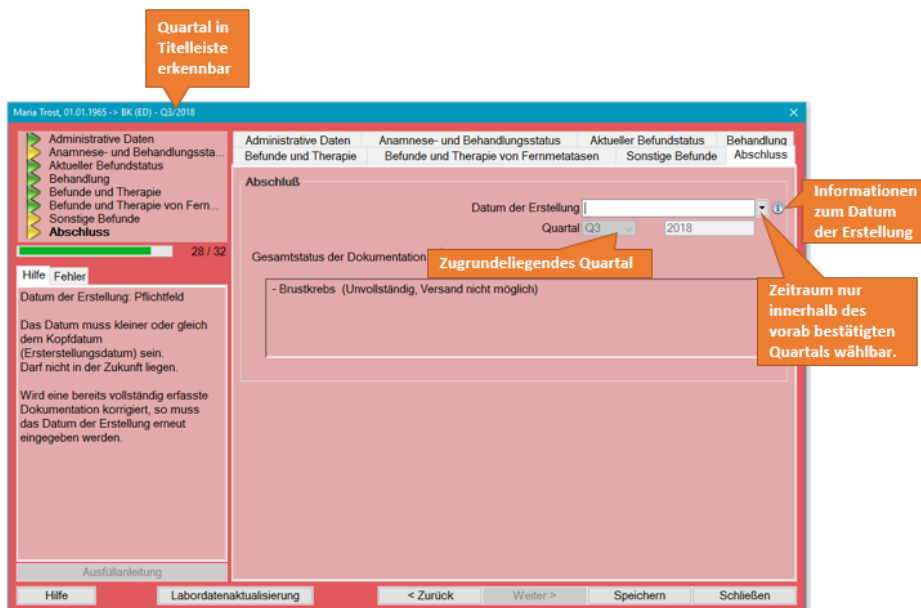 Quartal in
Titelleiste
erkennbar
Maria Trost, 01.01.1965 -> BK (ED) - Q3/2018
Administrative Daten
Anamnese- und Behandlungssta...
Aktueller Befundstatus
Behandlung
Befunde und Therapie
Befunde und Therapie von Fern...
Sonstige Befunde
Abschluss
28 / 32
Hilfe Fehler
Datum der Erstellung: Pflichtfeld
Das Datum muss kleiner oder gleich
dem Kopfdatum
(Ersterstellungsdatum) sein.
Darf nicht in der Zukunft liegen.
Wird eine bereits vollständig erfasste
Dokumentation korrigiert, so muss
das Datum der Erstellung erneut
eingegeben werden.
Ausfüllanleitung
Administrative Daten Anamnese- und Behandlungsstatus Aktueller Befundstatus Behandlung
Befunde und Therapie Befunde und Therapie von Fernmetatasen Sonstige Befunde Abschluss
Abschluß
Datum der Erstellung
Quartal Q3 2018
Gesamtstatus der Dokumentation
- Brustkrebs (Unvollständig, Versand nicht möglich)
Zugrundeliegendes Quartal
Informationen
zum Datum
der Erstellung
Zeitraum nur
innerhalb des
vorab bestätigten
Quartals wählbar.
Hilfe Labordatenaktualisierung < Zurück Weiter > Speichern Schließen